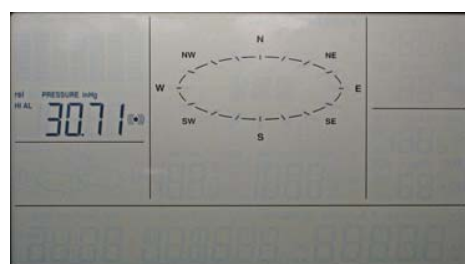 N
NW NE
rel PRESSURE inHg
W E
HI AL
30.71
SW SE
S